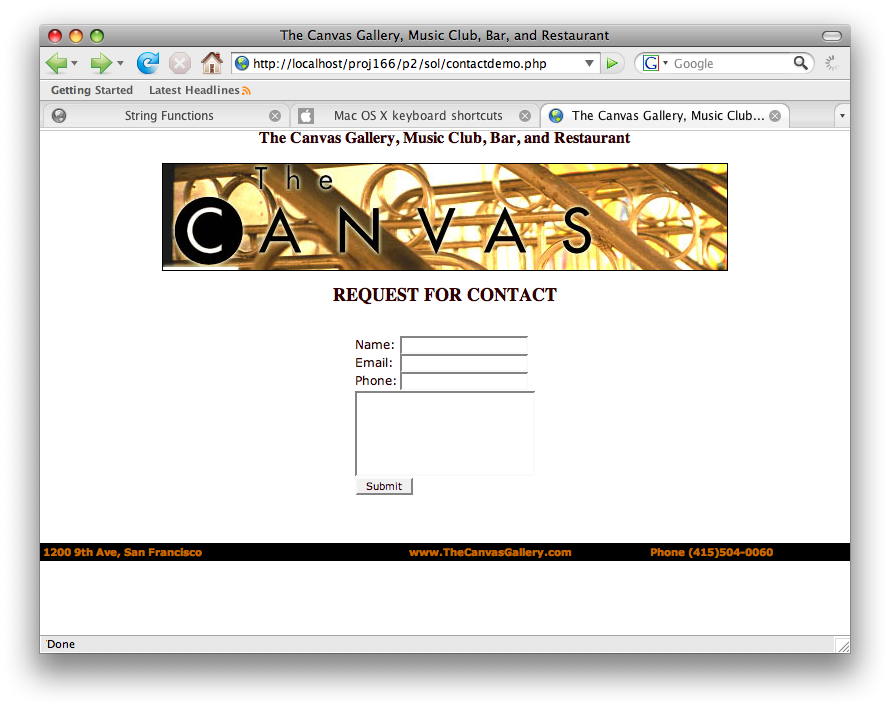 The Canvas Gallery, Music Club, Bar, and Restaurant
http://localhost/proj166/p2/sol/contactdemo.php
G Google
Getting Started Latest Headlines
String Functions Mac OS X keyboard shortcuts The Canvas Gallery, Music Club...
The Canvas Gallery, Music Club, Bar, and Restaurant
The
CANVAS
REQUEST FOR CONTACT
Name:
Email:
Phone:
Submit
1200 9th Ave, San Francisco www.TheCanvasGallery.com Phone (415)504-0060
Done